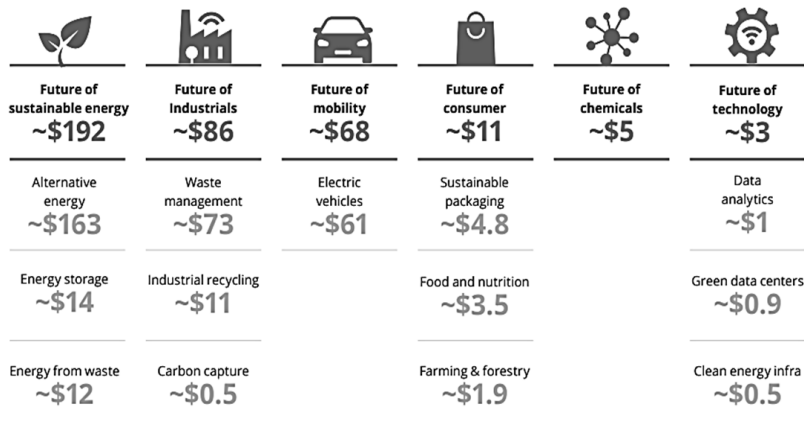 Future of
sustainable energy
~$192
Alternative
energy
~$163
Energy storage
~$14
Energy from waste
~$12
Future of
Industrials
~$86
Waste
management
~$73
Industrial recycling
~$11
Carbon capture
~$0.5
Future of
mobility
~$68
Electric
vehicles
~$61
Future of
consumer
~$11
Sustainable
packaging
~$4.8
Food and nutrition
~$3.5
Farming & forestry
~$1.9
Future of
chemicals
~$5
Future of
technology
~$3
Data
analytics
~$1
Green data centers
~$0.9
Clean energy infra
~$0.5